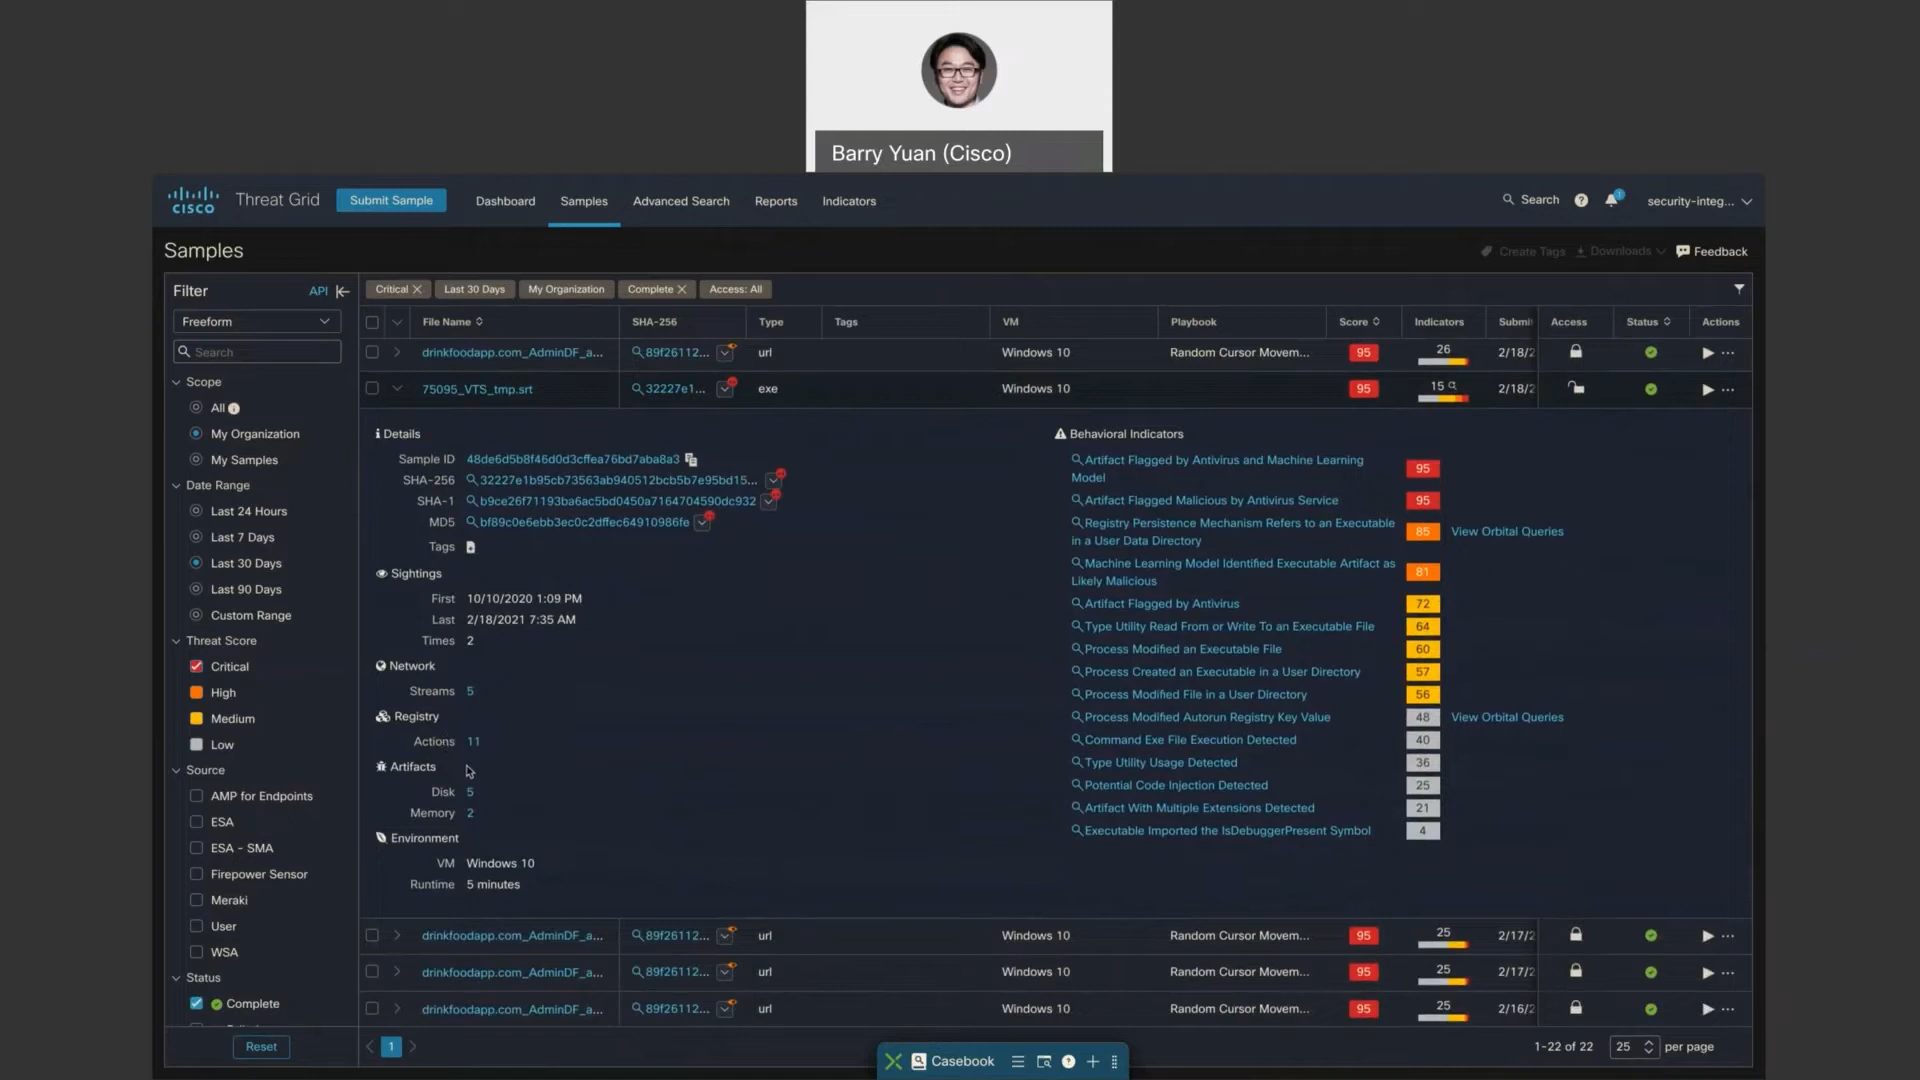 Barry Yuan (Cisco)
CISCO Threat Grid Submit Sample Dashboard Samples Advanced Search Reports Indicators Search ? 1 security-integ...
Samples Create Tags Downloads Feedback
Filter API
Critical Last 30 Days My Organization Complete Access: All
Freeform
Search
Scope
All
My Organization
My Samples
Date Range
Last 24 Hours
Last 7 Days
Last 30 Days
Last 90 Days
Custom Range
Threat Score
Critical
High
Medium
Low
Source
AMP for Endpoints
ESA
ESA - SMA
Firepower Sensor
Meraki
User
WSA
Status
Complete
Reset
File Name SHA-256 Type Tags VM Playbook Score Indicators Submi Access Status Actions
drinkfoodapp.com_AdminDF_a... 89f26112... url Windows 10 Random Cursor Movem... 95 26 2/18/2
75095_VTS_tmp.srt 32227e1... exe Windows 10 95 15 2/18/2
Details
Sample ID 48de6d5b8f46d0d3cffea76bd7aba8a3
SHA-256 32227e1b95cb73563ab940512bcb5b7e95bd15...
SHA-1 b9ce26f71193ba6ac5bd0450a7164704590dc932
MD5 bf89c0e6ebb3ec0c2dffec64910986fe
Tags
Sightings
First 10/10/2020 1:09 PM
Last 2/18/2021 7:35 AM
Times 2
Network
Streams 5
Registry
Actions 11
Artifacts
Disk 5
Memory 2
Environment
VM Windows 10
Runtime 5 minutes
Behavioral Indicators
Artifact Flagged by Antivirus and Machine Learning
Model 95
Artifact Flagged Malicious by Antivirus Service 95
Registry Persistence Mechanism Refers to an Executable
in a User Data Directory 85 View Orbital Queries
Machine Learning Model Identified Executable Artifact as
Likely Malicious 81
Artifact Flagged by Antivirus 72
Type Utility Read From or Write To an Executable File 64
Process Modified an Executable File 60
Process Created an Executable in a User Directory 57
Process Modified File in a User Directory 56
Process Modified Autorun Registry Key Value 48 View Orbital Queries
Command Exe File Execution Detected 40
Type Utility Usage Detected 36
Potential Code Injection Detected 25
Artifact With Multiple Extensions Detected 21
Executable Imported the IsDebuggerPresent Symbol 4
drinkfoodapp.com_AdminDF_a... 89f26112... url Windows 10 Random Cursor Movem... 95 25 2/17/2
drinkfoodapp.com_AdminDF_a... 89f26112... url Windows 10 Random Cursor Movem... 95 25 2/17/2
drinkfoodapp.com_AdminDF_a... 89f26112... url Windows 10 Random Cursor Movem... 95 25 2/16/2
1 1-22 of 22 25 per page
Casebook ?